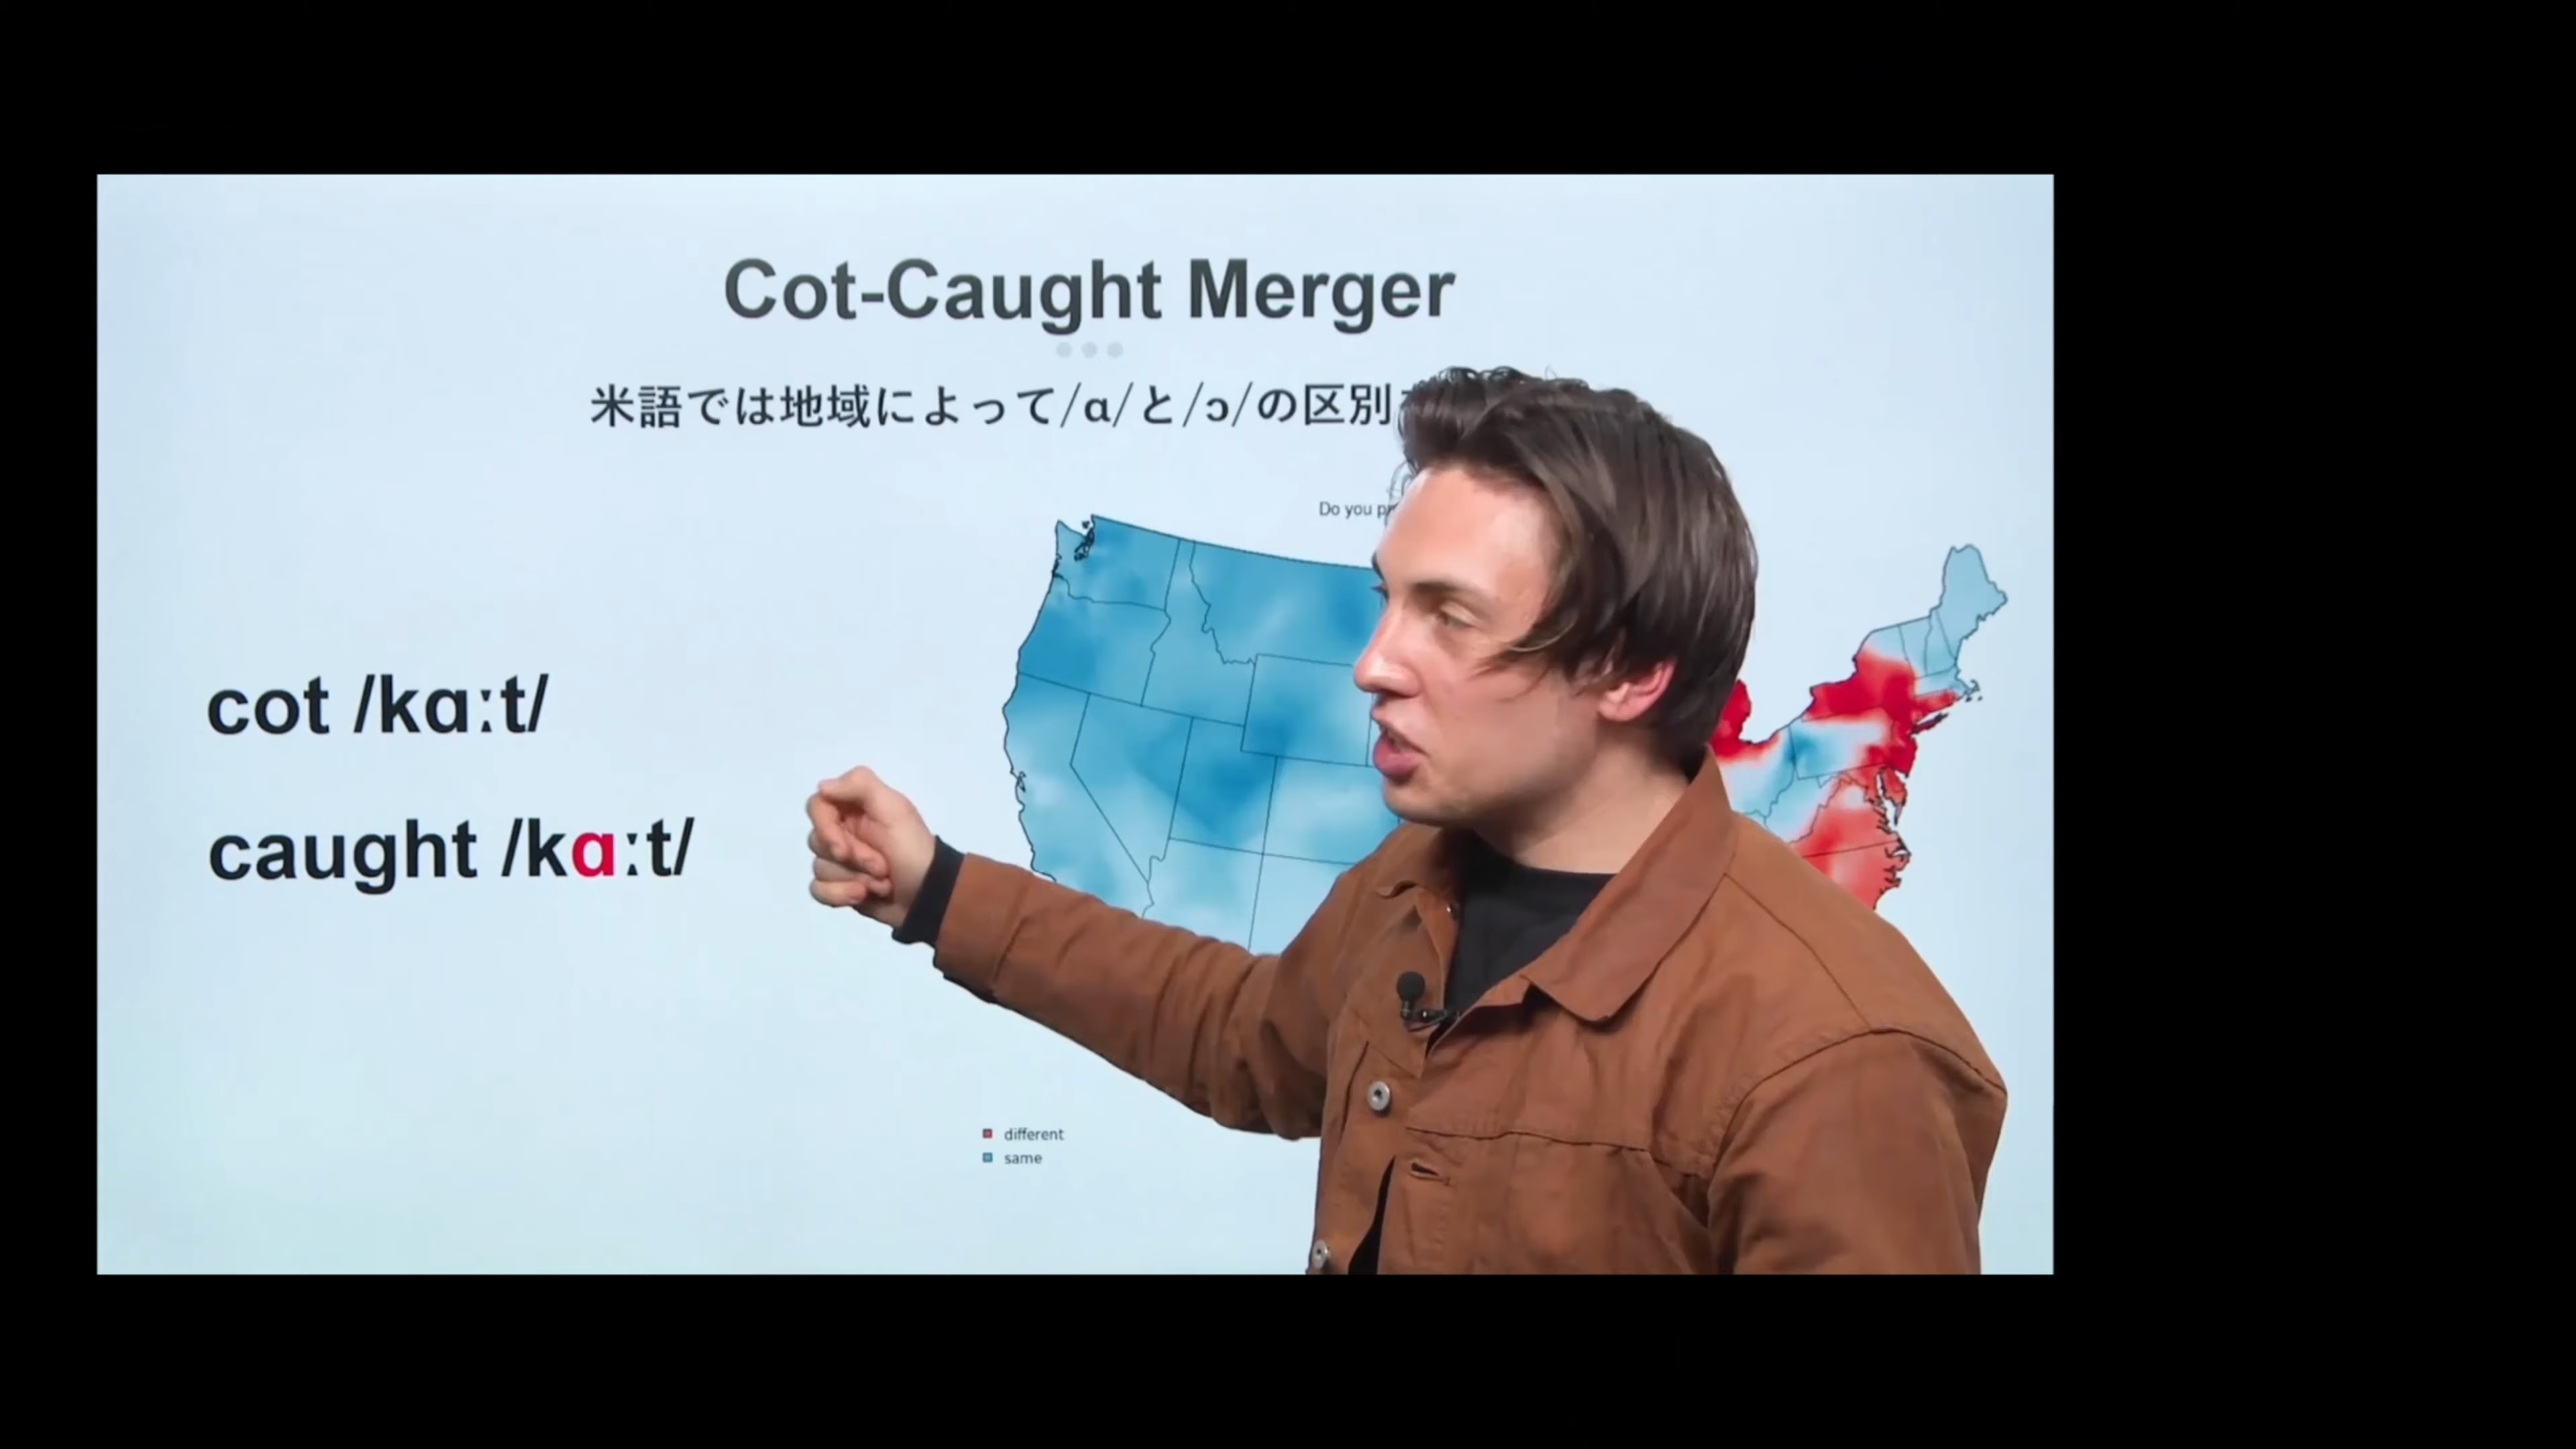 Cot-Caught Merger
米語では地域によって/ɑ/と/ɔ/の区別
Do you
cot /kɑːt/
caught /kɑːt/
different
same